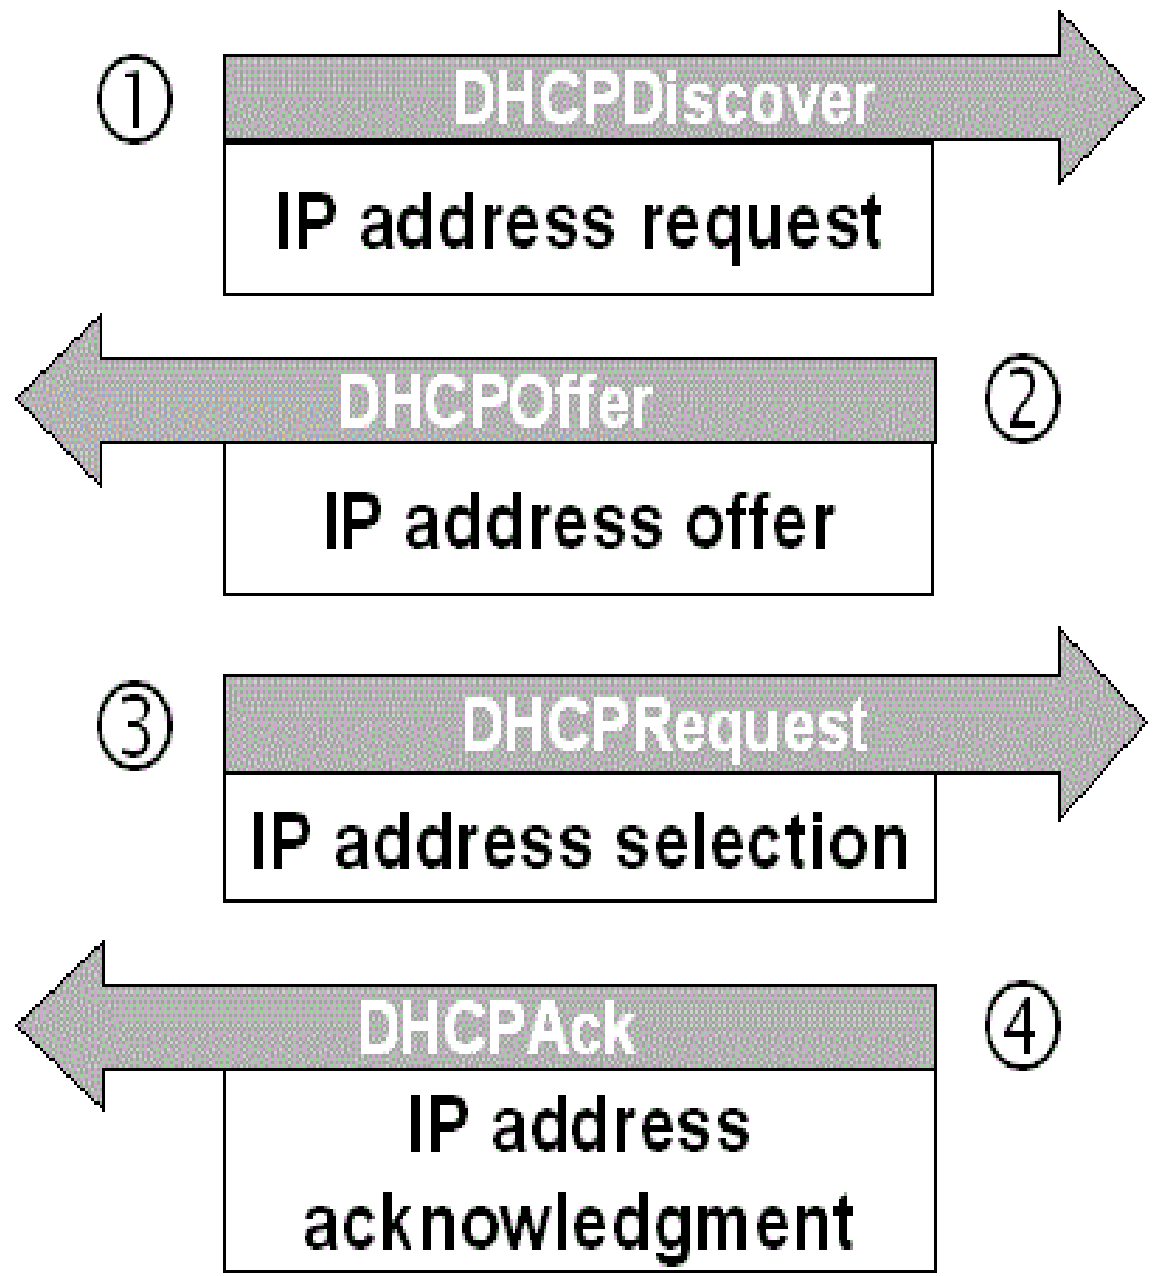 ①
DHCPDiscover
IP address request
DHCPOffer
②
IP address offer
③
DHCPRequest
IP address selection
DHCPAck
④
IP address
acknowledgment